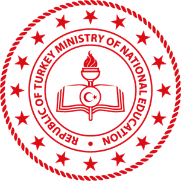 REPUBLIC OF TURKEY MINISTRY OF NATIONAL EDUCATION